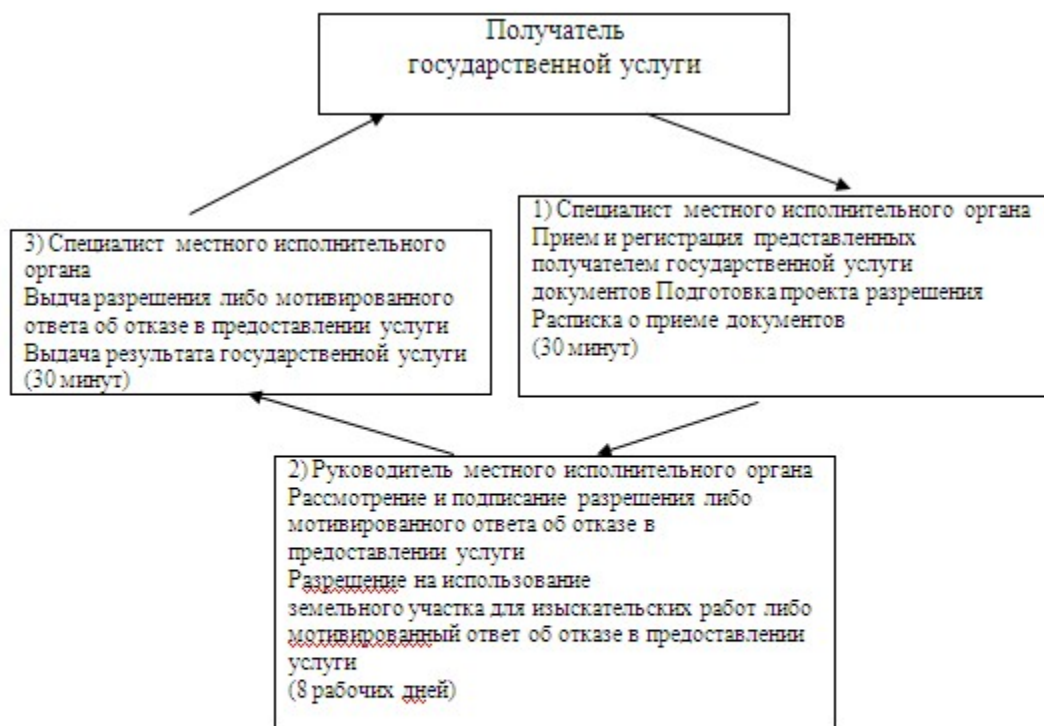 Получатель
государственной услуги
1) Специалист местного исполнительного органа
Прием и регистрация представленных
получателем государственной услуги
документов Подготовка проекта разрешения
Расписка о приеме документов
(30 минут)
2) Руководитель местного исполнительного органа
Рассмотрение и подписание разрешения либо
мотивированного ответа об отказе в
предоставлении услуги
Разрешение на использование
земельного участка для изыскательских работ либо
мотивированный ответ об отказе в предоставлении
услуги
(8 рабочих дней)
3) Специалист местного исполнительного
органа
Выдча разрешения либо мотивированного
ответа об отказе в предоставлении услуги
Выдача результата государственной услуги
(30 минут)